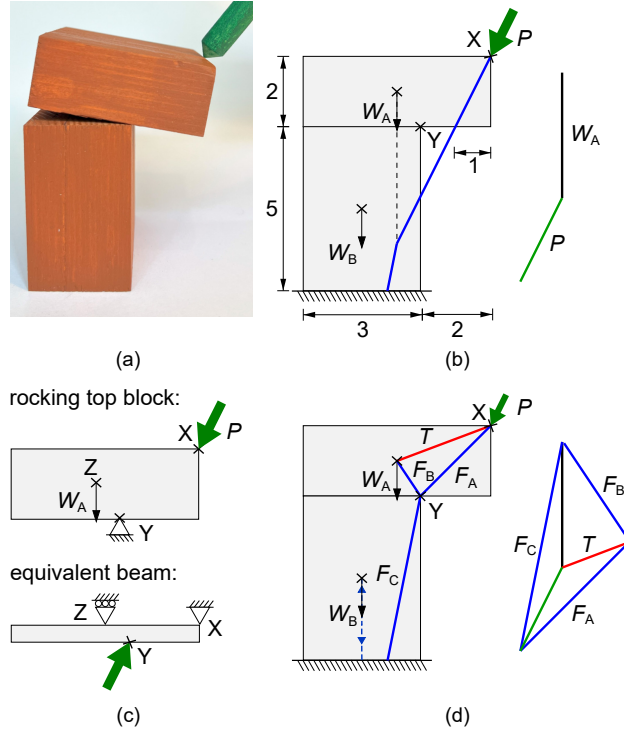 X
P
2
W_A
Y
1
5
W_B
3
2
W_A
P
(a)
(b)
rocking top block:
X
P
Z
W_A
Y
equivalent beam:
Z
X
Y
(c)
X
P
T
W_A
F_B
F_A
Y
F_C
W_B
F_B
F_C
T
F_A
(d)